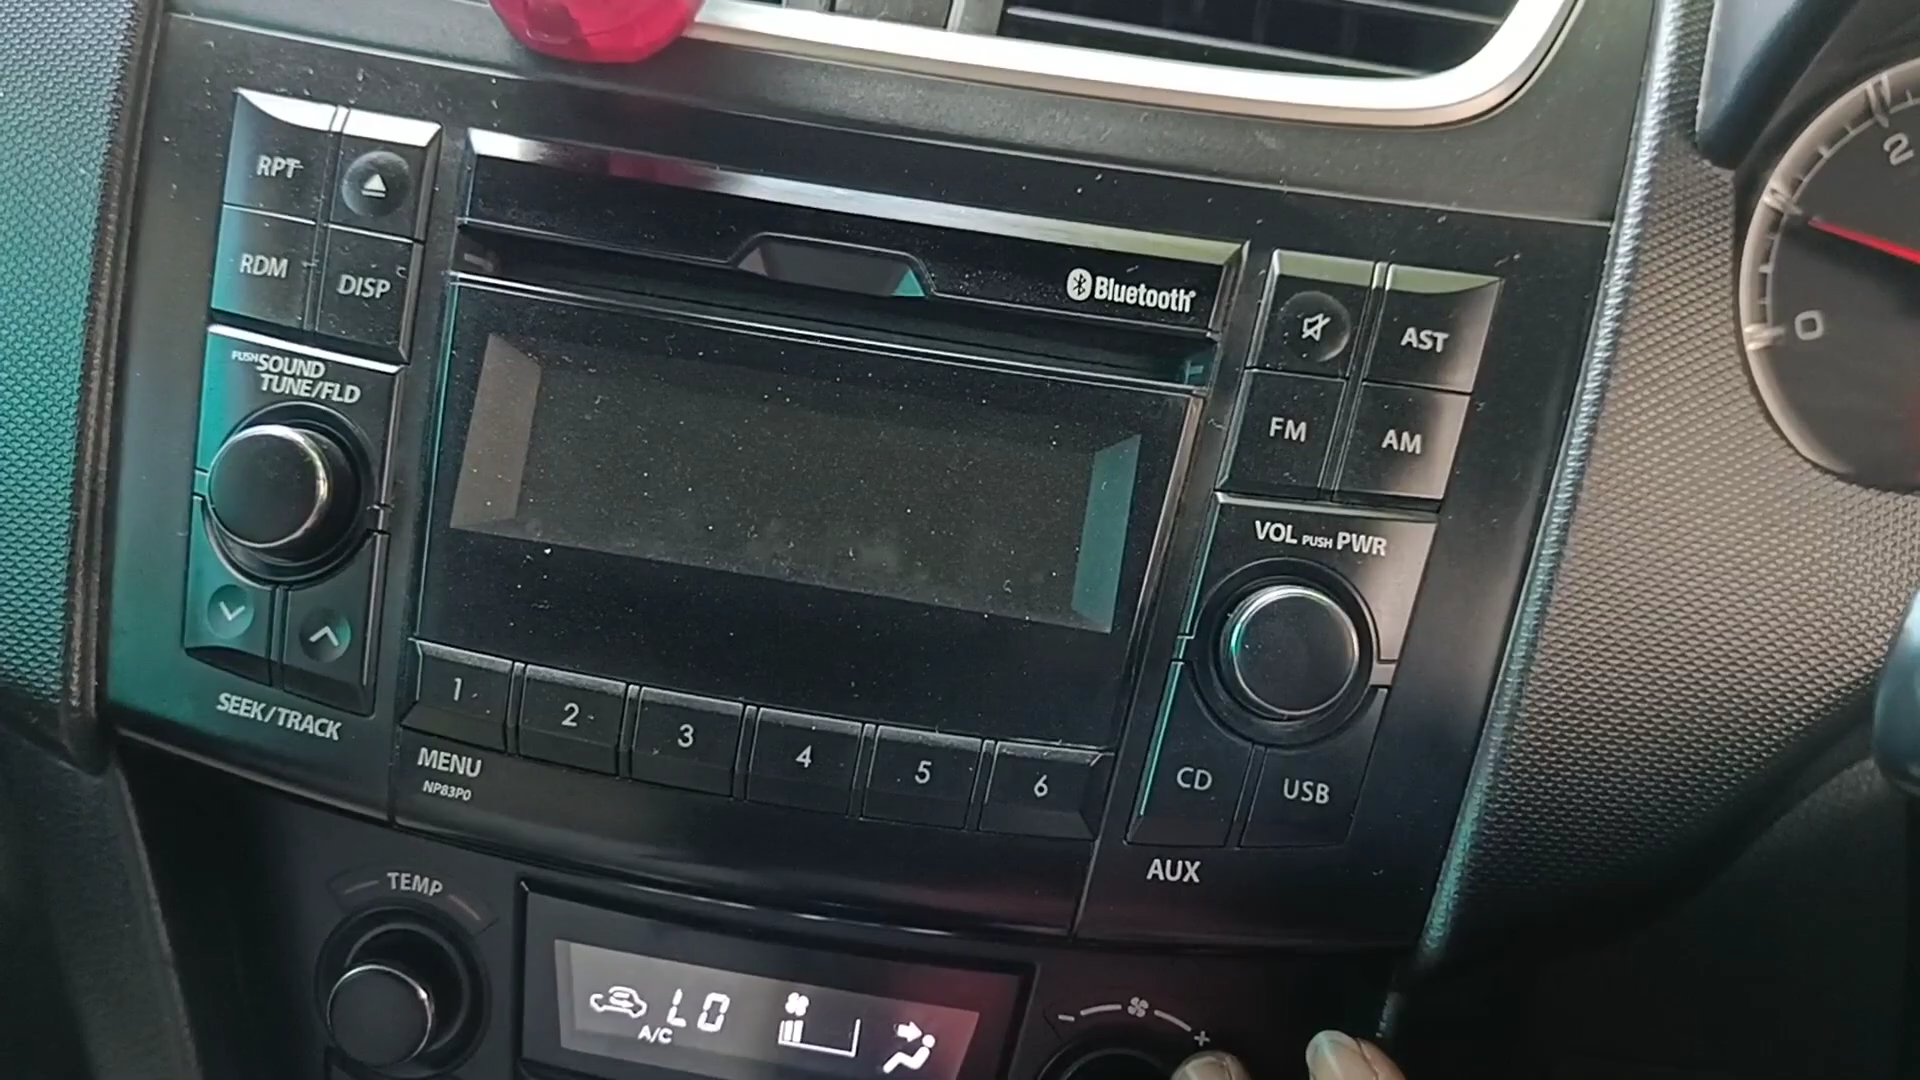 RPT
RDM
DISP
PUSH SOUND
TUNE/FLD
SEEK/TRACK
Bluetooth®
AST
FM
AM
VOL PUSH PWR
CD
USB
AUX
1
2
3
4
5
6
MENU
NP83P0
TEMP
LO
A/C
- +
2
0